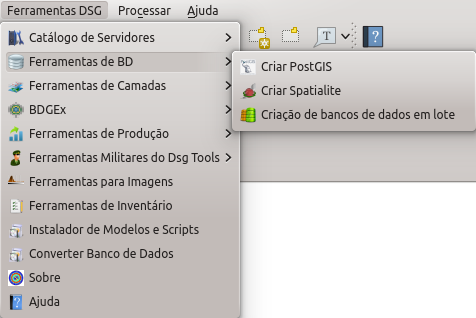 Ferramentas DSG Processar Ajuda
Catálogo de Servidores
Ferramentas de BD
Ferramentas de Camadas
BDGEx
Ferramentas de Produção
Ferramentas Militares do Dsg Tools
Ferramentas para Imagens
Ferramentas de Inventário
Instalador de Modelos e Scripts
Converter Banco de Dados
Sobre
Ajuda
Criar PostGIS
Criar Spatialite
Criação de bancos de dados em lote
T
?